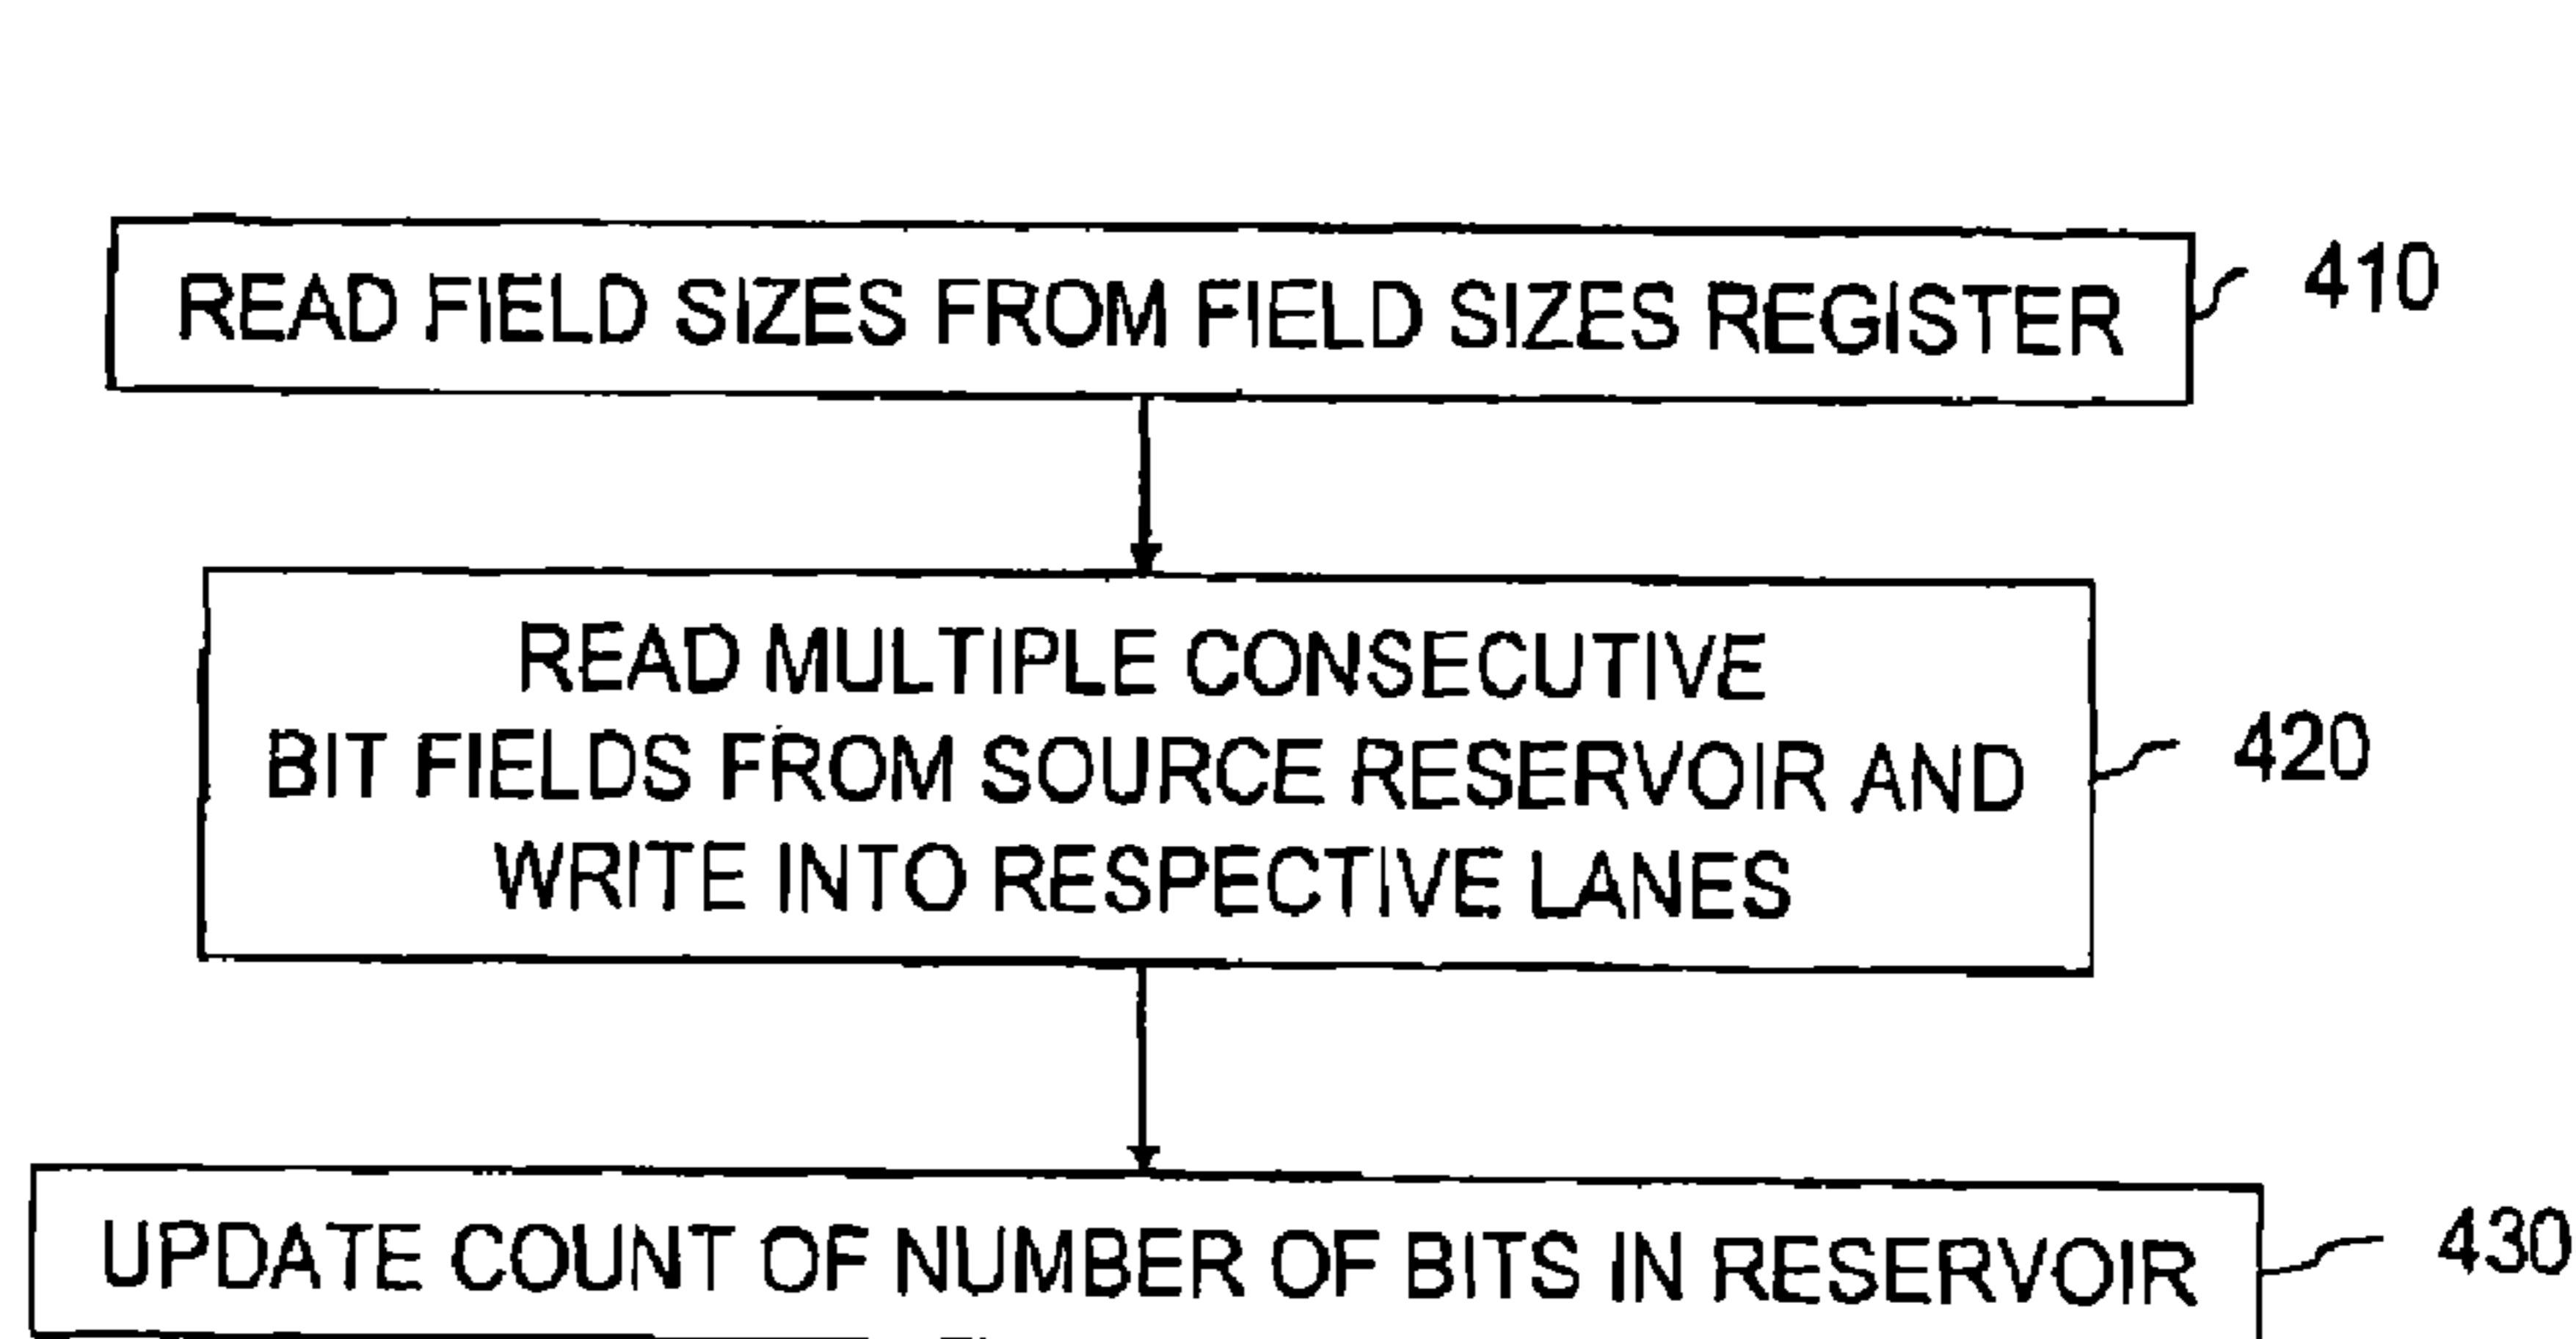 READ FIELD SIZES FROM FIELD SIZES REGISTER
410
READ MULTIPLE CONSECUTIVE
BIT FIELDS FROM SOURCE RESERVOIR AND
WRITE INTO RESPECTIVE LANES
420
UPDATE COUNT OF NUMBER OF BITS IN RESERVOIR
430